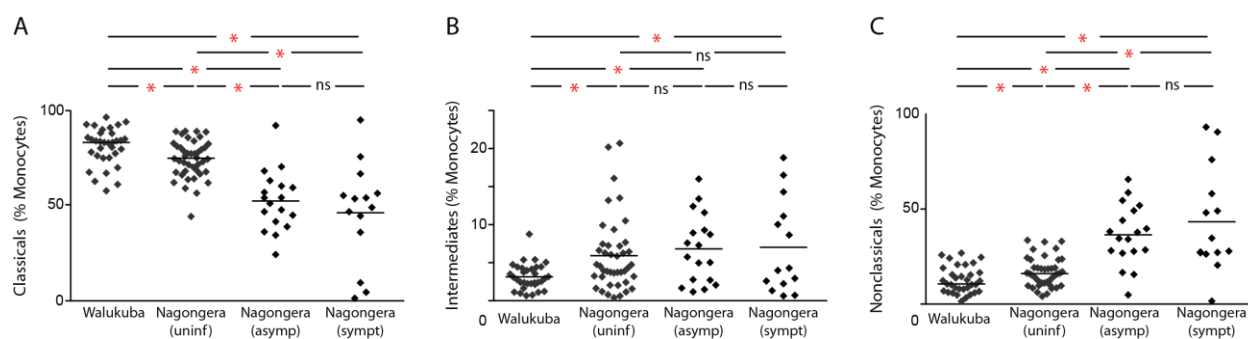 A
*
*
*
* * ns
Classicals (% Monocytes)
100
50
0
Walukuba Nagongera Nagongera Nagongera
(uninf) (asymp) (sympt)
B
*
ns
*
* ns ns
Intermediates (% Monocytes)
20
10
0
Walukuba Nagongera Nagongera Nagongera
(uninf) (asymp) (sympt)
C
*
*
*
* * ns
Nonclassicals (% Monocytes)
100
50
0
Walukuba Nagongera Nagongera Nagongera
(uninf) (asymp) (sympt)